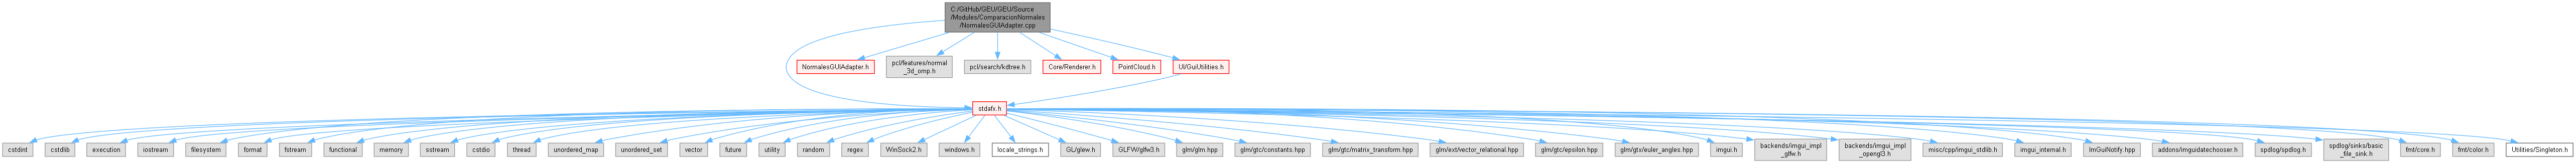 C:/GitHub/GEU/GEU/Source
/Modules/ComparacionNormales
/NormalesGUIAdapter.cpp
NormalesGUIAdapter.h
pcl/features/normal
_3d_omp.h
pcl/search/kdtree.h
Core/Renderer.h
PointCloud.h
UI/GuiUtilities.h
stdafx.h
cstdint
cstdlib
execution
iostream
filesystem
format
fstream
functional
memory
sstream
cstdio
thread
unordered_map
unordered_set
vector
future
utility
random
regex
WinSock2.h
windows.h
locale_strings.h
GL/glew.h
GLFW/glfw3.h
glm/glm.hpp
glm/gtc/constants.hpp
glm/gtc/matrix_transform.hpp
glm/ext/vector_relational.hpp
glm/gtc/epsilon.hpp
glm/gtx/euler_angles.hpp
imgui.h
backends/imgui_impl
_glfw.h
backends/imgui_impl
_opengl3.h
misc/cpp/imgui_stdlib.h
imgui_internal.h
ImGuiNotify.hpp
addons/imguidatechooser.h
spdlog/spdlog.h
spdlog/sinks/basic
_file_sink.h
fmt/core.h
fmt/color.h
Utilities/Singleton.h